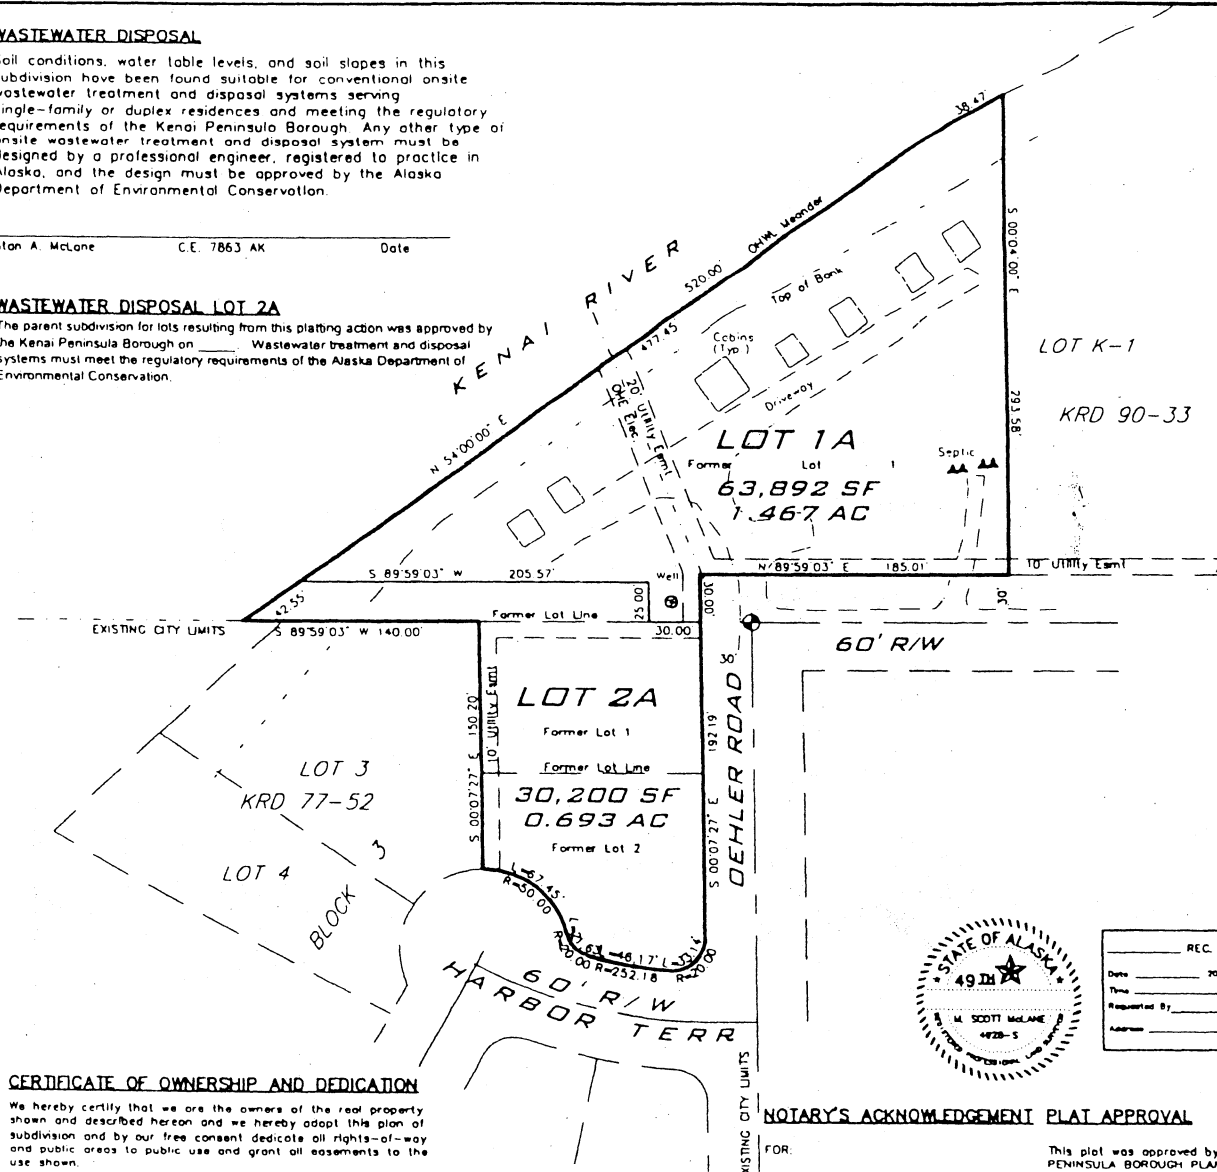 WASTEWATER DISPOSAL
oil conditions, water table levels, and soil slopes in this
subdivision have been found suitable for conventional onsite
wastewater treatment and disposal systems serving
single-family or duplex residences and meeting the regulatory
requirements of the Kenai Peninsula Borough. Any other type of
onsite wastewater treatment and disposal system must be
designed by a professional engineer, registered to practice in
Alaska, and the design must be approved by the Alaska
Department of Environmental Conservation.
ton A. McLane C.E. 7863 AK Date
WASTEWATER DISPOSAL LOT 2A
The parent subdivision for lots resulting from this platting action was approved by
the Kenai Peninsula Borough on ____. Wastewater treatment and disposal
systems must meet the regulatory requirements of the Alaska Department of
Environmental Conservation.
KENAI RIVER
38.47'
OHW Meander
520.00'
477.45'
N 54°00'00" E
42.55'
Top of Bank
Cabins
(Typ.)
Driveway
20' Utility Esmt
OHE Elec.
S 00°04'00" E
293.58'
LOT K-1
KRD 90-33
LOT 1A
Former Lot 1
63,892 SF
1.467 AC
Septic
S 89°59'03" W 205.57'
Well
N 89°59'03" E 185.01'
10' Utility Esmt
25.00'
30.00'
30'
Former Lot Line
30.00
EXISTING CITY LIMITS
S 89°59'03" W 140.00'
60' R/W
30'
LOT 2A
Former Lot 1
Former Lot Line
30,200 SF
0.693 AC
Former Lot 2
10' Utility Esmt
S 00°07'27" E 150.20'
192.19'
S 00°07'27" E
OEHLER ROAD
LOT 3
KRD 77-52
LOT 4
BLOCK 3
L=67.45'
R=50.00
R=20.00
L=46.17'
R=252.18
L=33.14'
R=20.00
60' R/W
HARBOR TERR
EXISTING CITY LIMITS
STATE OF ALASKA
49 TH
M. SCOTT McLANE
4928-S
REGISTERED PROFESSIONAL LAND SURVEYOR
REC.
Date 20
Time
Requested By
Address
CERTIFICATE OF OWNERSHIP AND DEDICATION
We hereby certify that we are the owners of the real property
shown and described hereon and we hereby adopt this plan of
subdivision and by our free consent dedicate all rights-of-way
and public areas to public use and grant all easements to the
use shown.
NOTARY'S ACKNOWLEDGEMENT
FOR:
PLAT APPROVAL
This plat was approved by
PENINSULA BOROUGH PLAN